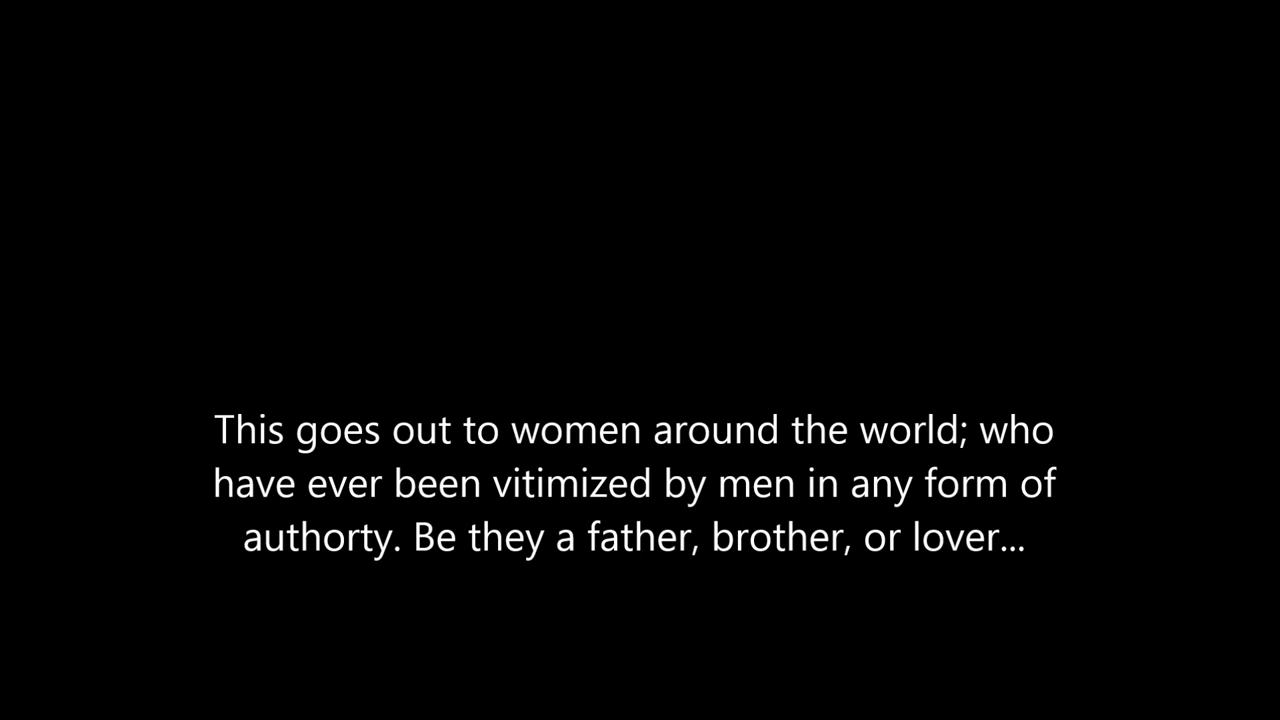 This goes out to women around the world; who
have ever been vitimized by men in any form of
authorty. Be they a father, brother, or lover...